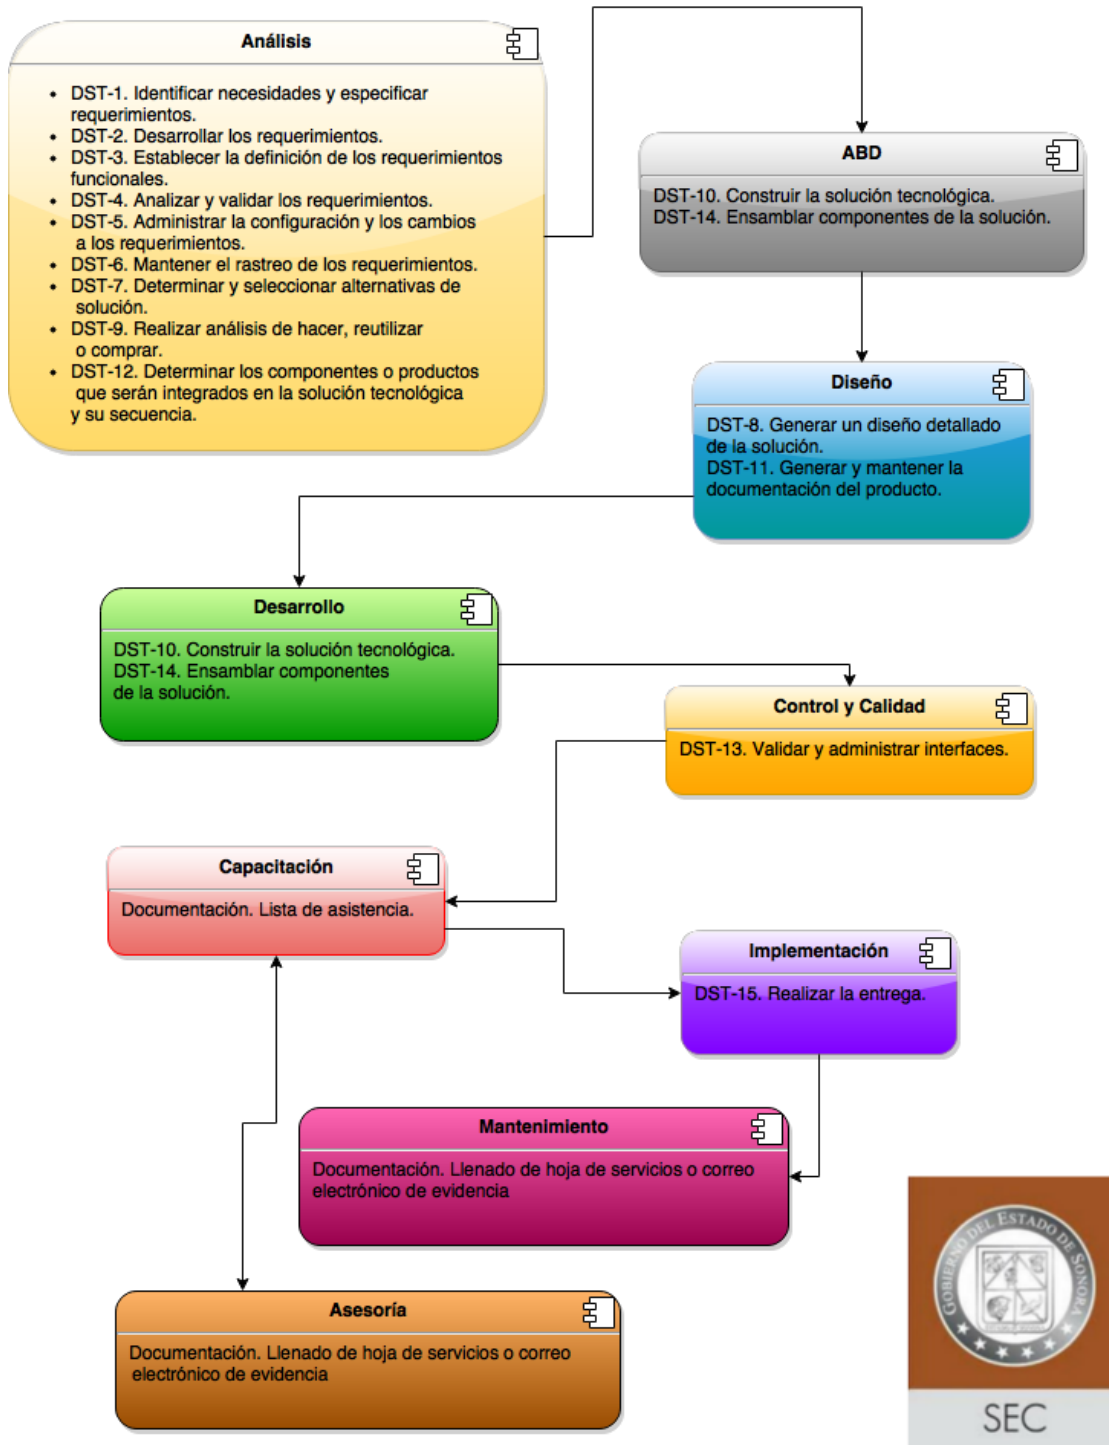 Análisis
• DST-1. Identificar necesidades y especificar
requerimientos.
• DST-2. Desarrollar los requerimientos.
• DST-3. Establecer la definición de los requerimientos
funcionales.
• DST-4. Analizar y validar los requerimientos.
• DST-5. Administrar la configuración y los cambios
a los requerimientos.
• DST-6. Mantener el rastreo de los requerimientos.
• DST-7. Determinar y seleccionar alternativas de
solución.
• DST-9. Realizar análisis de hacer, reutilizar
o comprar.
• DST-12. Determinar los componentes o productos
que serán integrados en la solución tecnológica
y su secuencia.
ABD
DST-10. Construir la solución tecnológica.
DST-14. Ensamblar componentes de la solución.
Diseño
DST-8. Generar un diseño detallado
de la solución.
DST-11. Generar y mantener la
documentación del producto.
Desarrollo
DST-10. Construir la solución tecnológica.
DST-14. Ensamblar componentes
de la solución.
Control y Calidad
DST-13. Validar y administrar interfaces.
Capacitación
Documentación. Lista de asistencia.
Implementación
DST-15. Realizar la entrega.
Mantenimiento
Documentación. Llenado de hoja de servicios o correo
electrónico de evidencia
Asesoría
Documentación. Llenado de hoja de servicios o correo
electrónico de evidencia
GOBIERNO DEL ESTADO DE SONORA
SEC